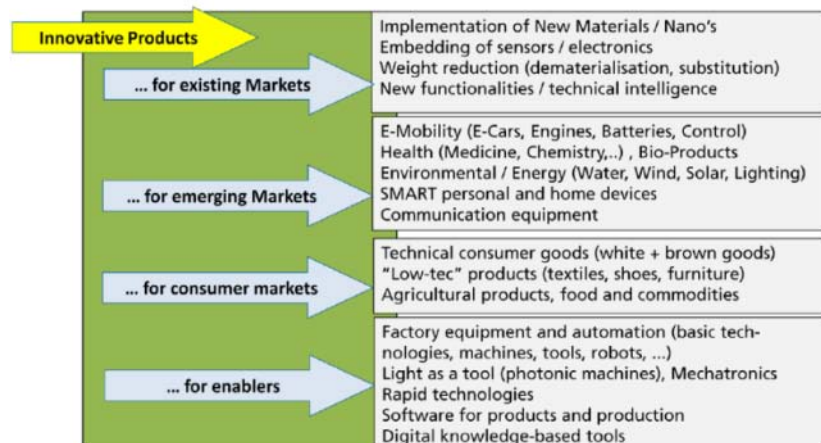 Innovative Products
Implementation of New Materials / Nano's
Embedding of sensors / electronics
Weight reduction (dematerialisation, substitution)
New functionalities / technical intelligence
... for existing Markets
E-Mobility (E-Cars, Engines, Batteries, Control)
Health (Medicine, Chemistry,..) , Bio-Products
Environmental / Energy (Water, Wind, Solar, Lighting)
SMART personal and home devices
Communication equipment
... for emerging Markets
Technical consumer goods (white + brown goods)
"Low-tec" products (textiles, shoes, furniture)
Agricultural products, food and commodities
... for consumer markets
Factory equipment and automation (basic tech-
nologies, machines, tools, robots, ...)
Light as a tool (photonic machines), Mechatronics
Rapid technologies
Software for products and production
Digital knowledge-based tools
... for enablers